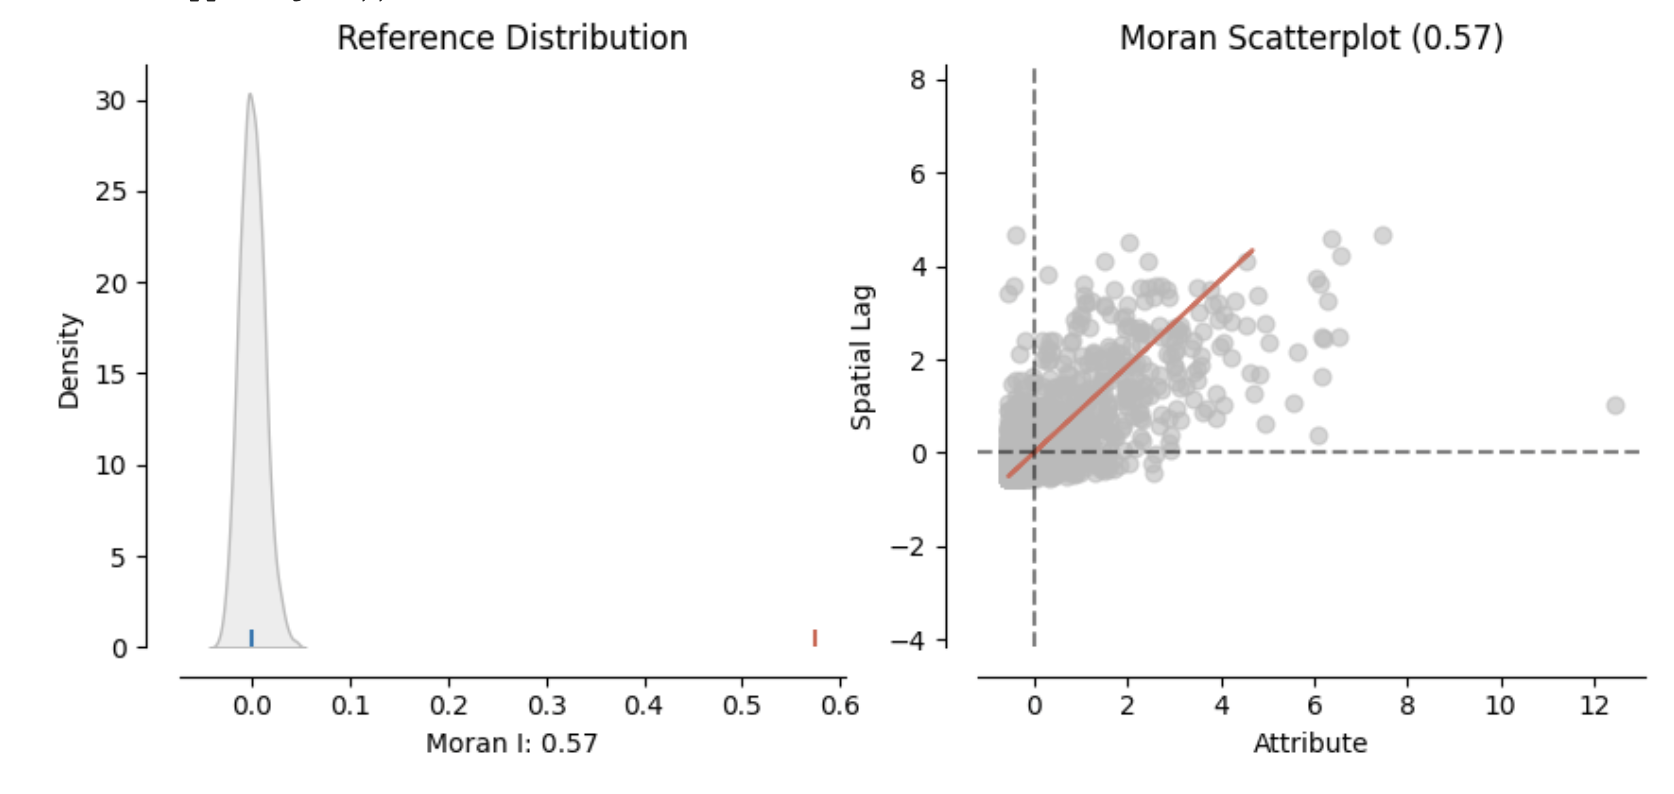 Reference Distribution
30
25
20
15
10
5
0
Density
0.0 0.1 0.2 0.3 0.4 0.5 0.6
Moran I: 0.57
Moran Scatterplot (0.57)
8
6
4
2
0
−2
−4
Spatial Lag
0 2 4 6 8 10 12
Attribute